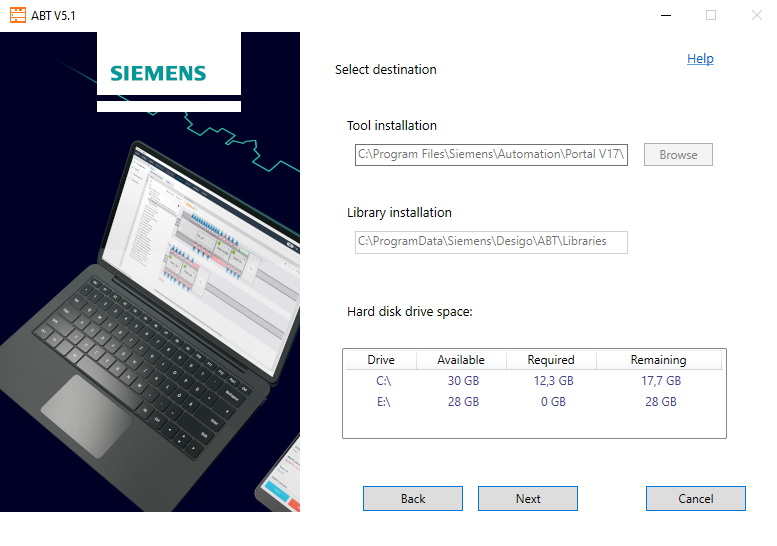 ABT V5.1
SIEMENS
Help
Select destination
Tool installation
C:\Program Files\Siemens\Automation\Portal V17\
Browse
Library installation
C:\ProgramData\Siemens\Desigo\ABT\Libraries
Hard disk drive space:
Drive Available Required Remaining
C:\ 30 GB 12,3 GB 17,7 GB
E:\ 28 GB 0 GB 28 GB
Back Next Cancel